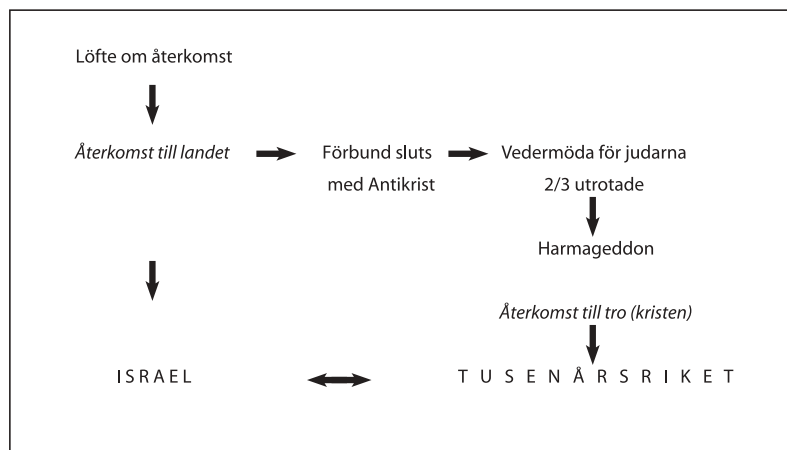 Löfte om återkomst
Återkomst till landet
Förbund sluts
med Antikrist
Vedermöda för judarna
2/3 utrotade
Harmageddon
Återkomst till tro (kristen)
ISRAEL
TUSENÅRSRIKET